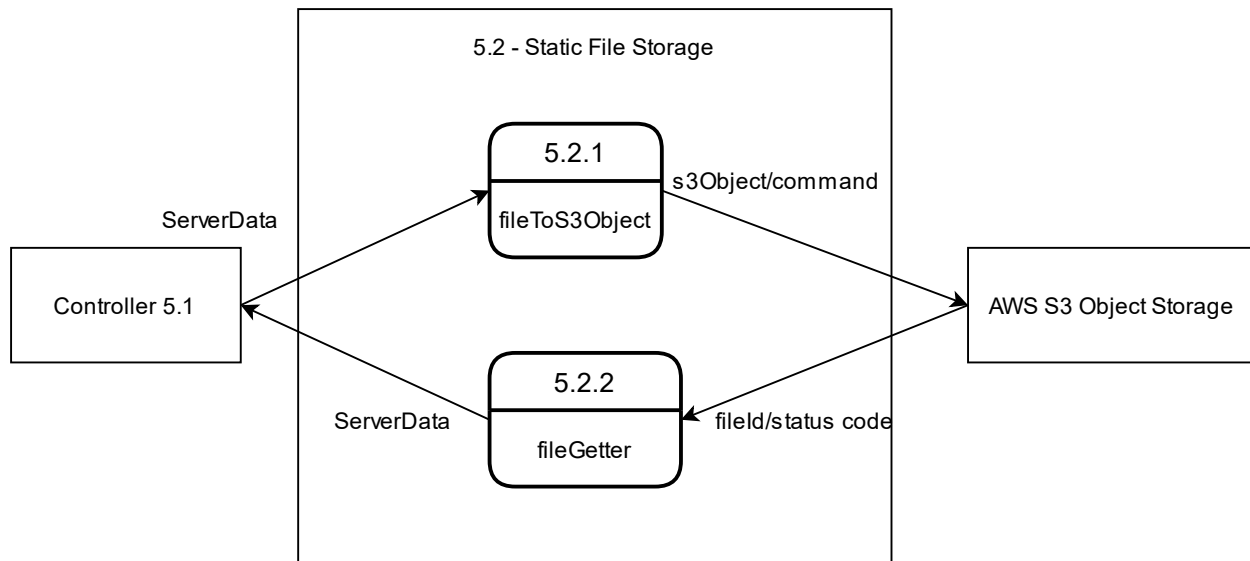 5.2 - Static File Storage
5.2.1
fileToS3Object
s3Object/command
ServerData
Controller 5.1
AWS S3 Object Storage
5.2.2
fileGetter
ServerData
fileId/status code